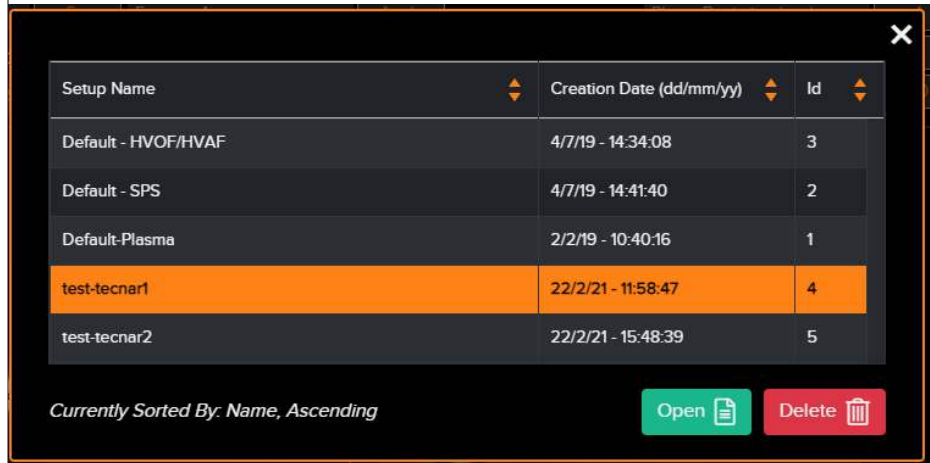 Setup Name Creation Date (dd/mm/yy) Id
Default - HVOF/HVAF 4/7/19 - 14:34:08 3
Default - SPS 4/7/19 - 14:41:40 2
Default-Plasma 2/2/19 - 10:40:16 1
test-tecnar1 22/2/21 - 11:58:47 4
test-tecnar2 22/2/21 - 15:48:39 5
Currently Sorted By: Name, Ascending Open Delete